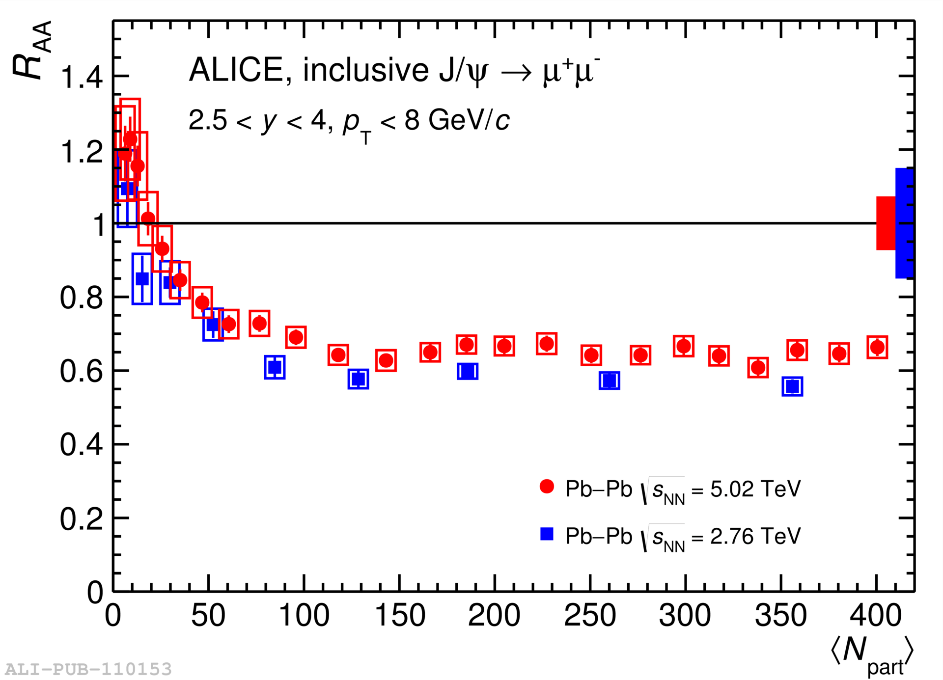 R_AA
ALICE, inclusive J/ψ → μ⁺μ⁻
2.5 < y < 4, p_T < 8 GeV/c
1.4
1.2
1
0.8
0.6
0.4
0.2
0
Pb−Pb √s_NN = 5.02 TeV
Pb−Pb √s_NN = 2.76 TeV
0 50 100 150 200 250 300 350 400
⟨N_part⟩
ALI-PUB-110153